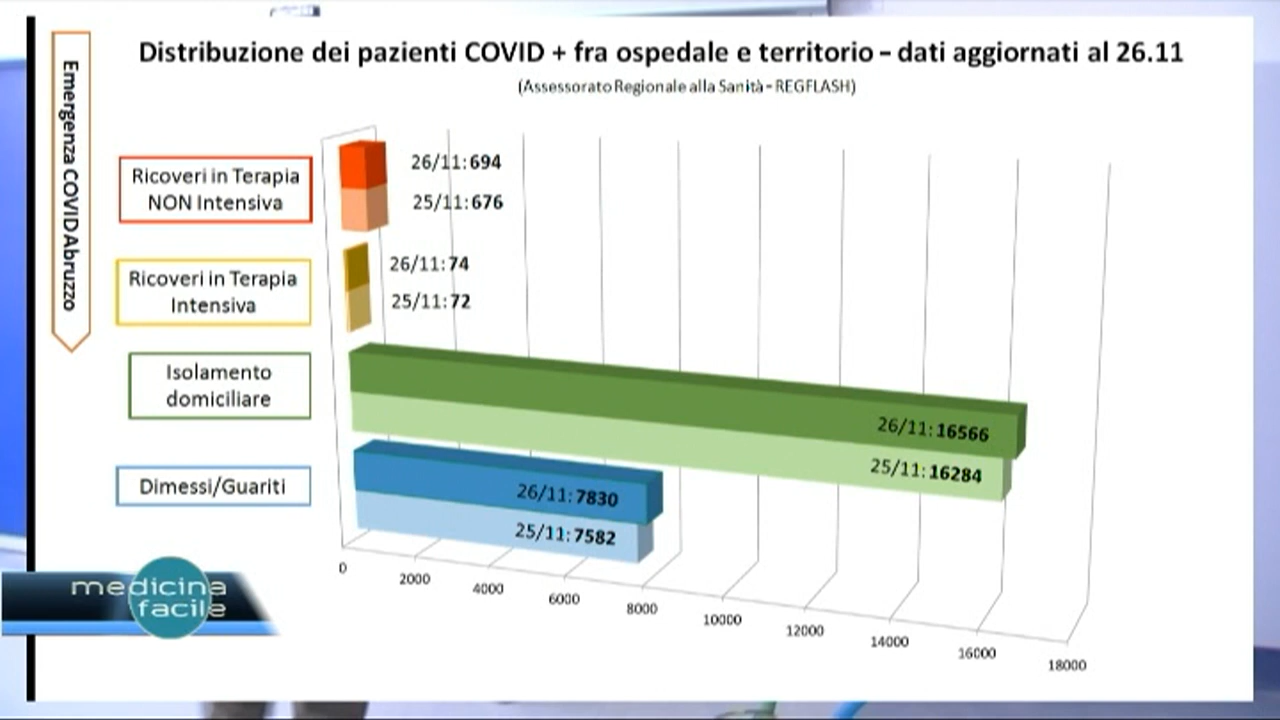 Distribuzione dei pazienti COVID + fra ospedale e territorio – dati aggiornati al 26.11
(Assessorato Regionale alla Sanità - REGFLASH)
Emergenza COVID Abruzzo
Ricoveri in Terapia
NON Intensiva
26/11: 694
25/11: 676
Ricoveri in Terapia
Intensiva
26/11: 74
25/11: 72
Isolamento
domiciliare
26/11: 16566
25/11: 16284
Dimessi/Guariti
26/11: 7830
25/11: 7582
0
2000
4000
6000
8000
10000
12000
14000
16000
18000
medicina
facile